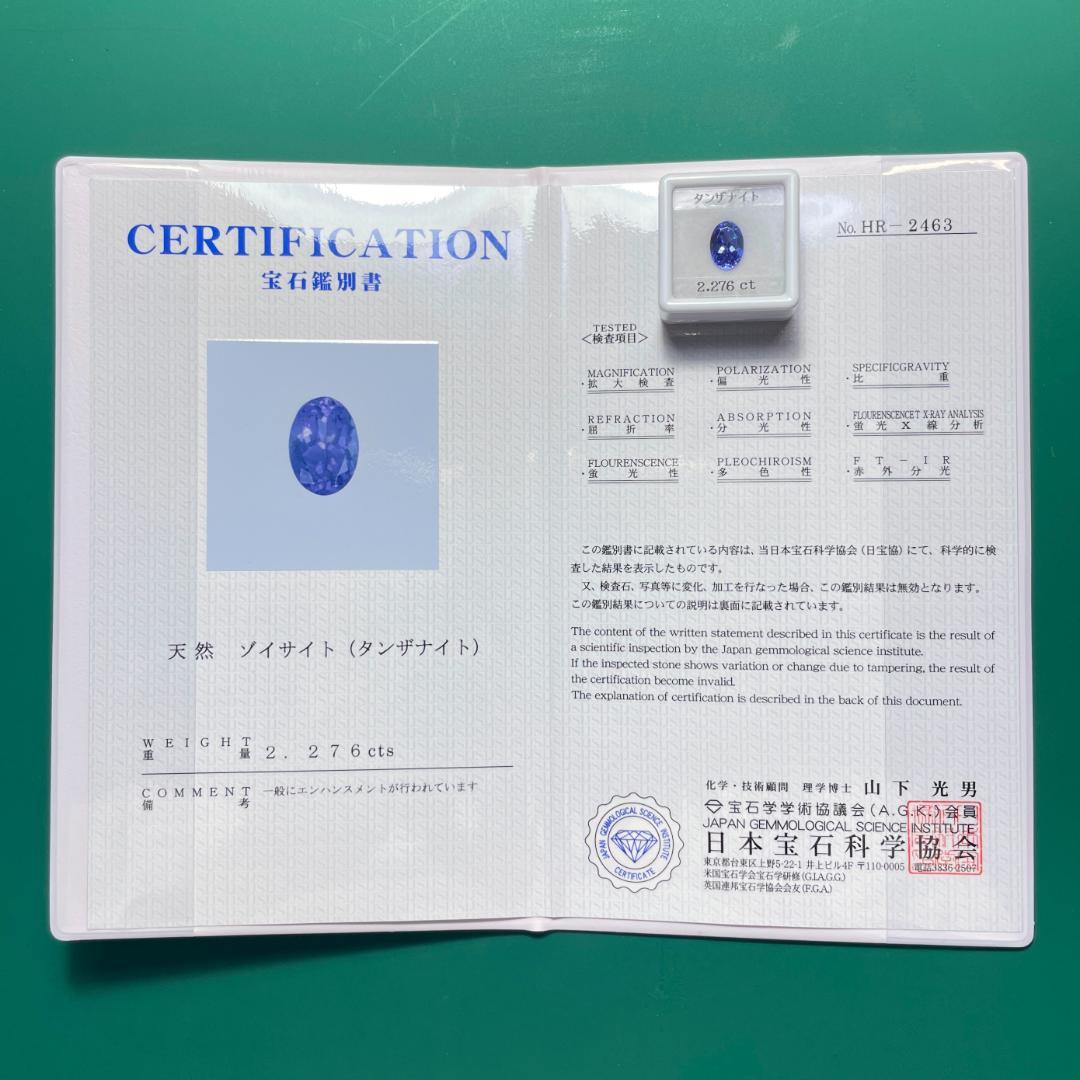 CERTIFICATION
宝石鑑別書
天然 ゾイサイト(タンザナイト)
WEIGHT
重量 2.276cts
COMMENT 一般にエンハンスメントが行われています
備考
タンザナイト
2.276 ct
No. HR-2463
TESTED
<検査項目>
MAGNIFICATION POLARIZATION SPECIFICGRAVITY
・拡大検査 ・偏光性 ・比重
REFRACTION ABSORPTION FLOURENSCENCET X-RAY ANALYSIS
・屈折率 ・分光性 ・蛍光X線分析
FLOURENSCENCE PLEOCHROISM FT-IR
・蛍光性 ・多色性 ・赤外分光
この鑑別書に記載されている内容は、当日本宝石科学協会(日宝協)にて、科学的に検
査した結果を表示したものです。
又、検査石、写真等に変化、加工を行なった場合、この鑑別結果は無効となります。
この鑑別結果についての説明は裏面に記載されています。
The content of the written statement described in this certificate is the result of
a scientific inspection by the Japan gemmological science institute.
If the inspected stone shows variation or change due to tampering, the result of
the certification become invalid.
The explanation of certification is described in the back of this document.
JAPAN GEMMOLOGICAL SCIENCE INSTITUTE
CERTIFICATE
化学・技術顧問 理学博士 山下光男
宝石学学術協議会(A.G.K.)会員
JAPAN GEMMOLOGICAL SCIENCE INSTITUTE
日本宝石科学協会
東京都台東区上野5-22-1 井上ビル4F 〒110-0005 電話3836-2507
米国宝石学会宝石学研修(G.I.A.G.G.)
英国連邦宝石学協会会友(F.G.A.)